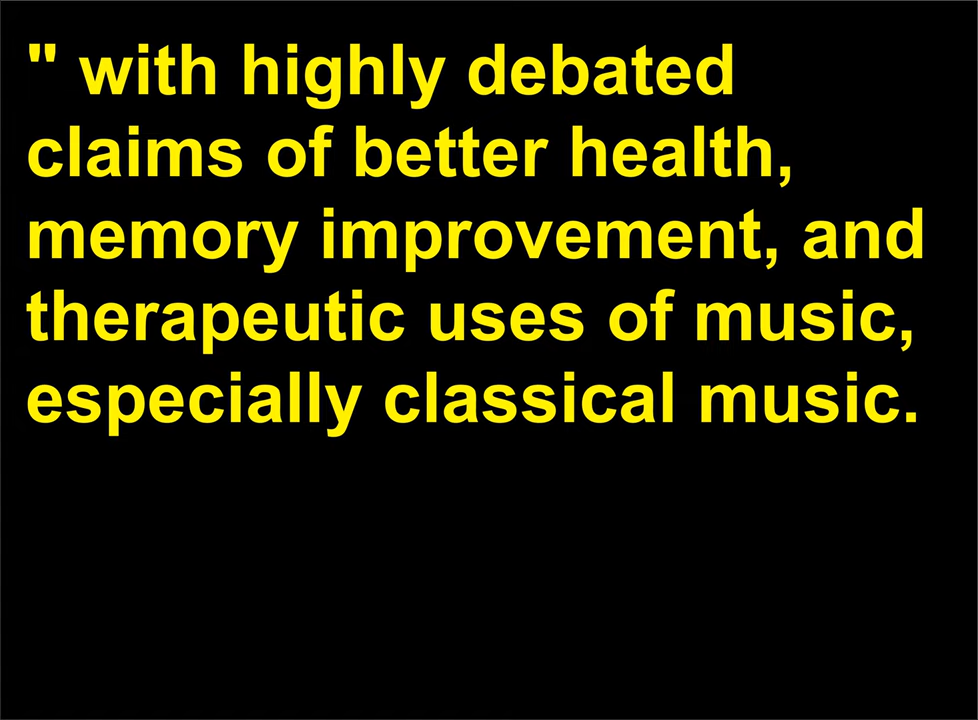 " with highly debated
claims of better health,
memory improvement, and
therapeutic uses of music,
especially classical music.